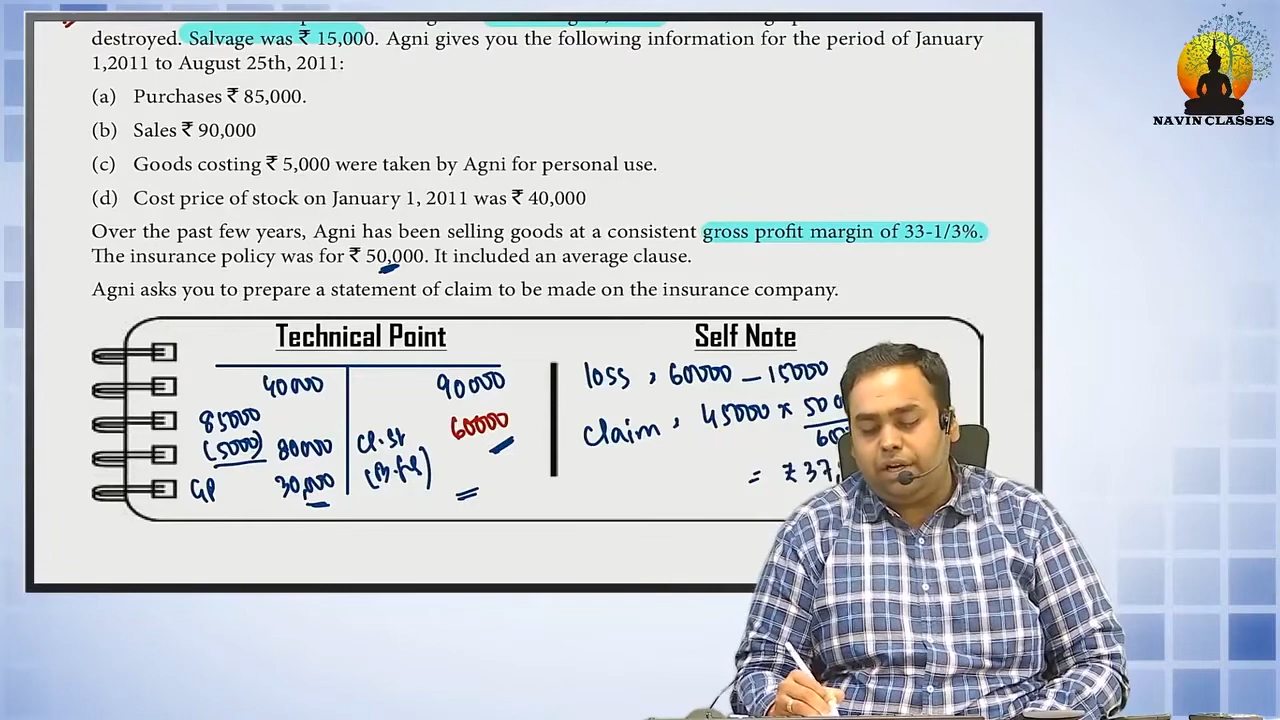 destroyed. Salvage was ₹ 15,000. Agni gives you the following information for the period of January
1,2011 to August 25th, 2011:
(a) Purchases ₹ 85,000.
(b) Sales ₹ 90,000
(c) Goods costing ₹ 5,000 were taken by Agni for personal use.
(d) Cost price of stock on January 1, 2011 was ₹ 40,000
Over the past few years, Agni has been selling goods at a consistent gross profit margin of 33-1/3%.
The insurance policy was for ₹ 50,000. It included an average clause.
Agni asks you to prepare a statement of claim to be made on the insurance company.
Technical Point
40000 90000
85000
(5000) 80000 Cl. St 60000
GP 30,000 (B.fig)
Self Note
loss , 60000 – 15000
Claim , 45000 ×
= ₹ 37,
NAVIN CLASSES